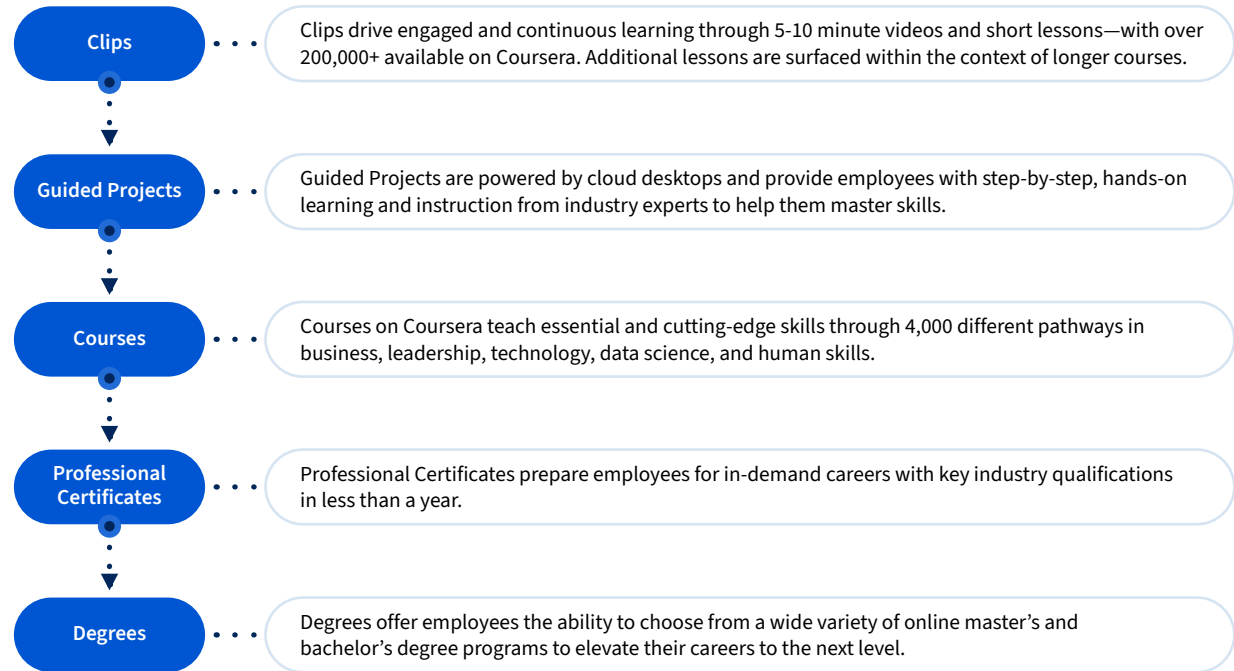 Clips
Clips drive engaged and continuous learning through 5-10 minute videos and short lessons—with over
200,000+ available on Coursera. Additional lessons are surfaced within the context of longer courses.
Guided Projects
Guided Projects are powered by cloud desktops and provide employees with step-by-step, hands-on
learning and instruction from industry experts to help them master skills.
Courses
Courses on Coursera teach essential and cutting-edge skills through 4,000 different pathways in
business, leadership, technology, data science, and human skills.
Professional
Certificates
Professional Certificates prepare employees for in-demand careers with key industry qualifications
in less than a year.
Degrees
Degrees offer employees the ability to choose from a wide variety of online master’s and
bachelor’s degree programs to elevate their careers to the next level.